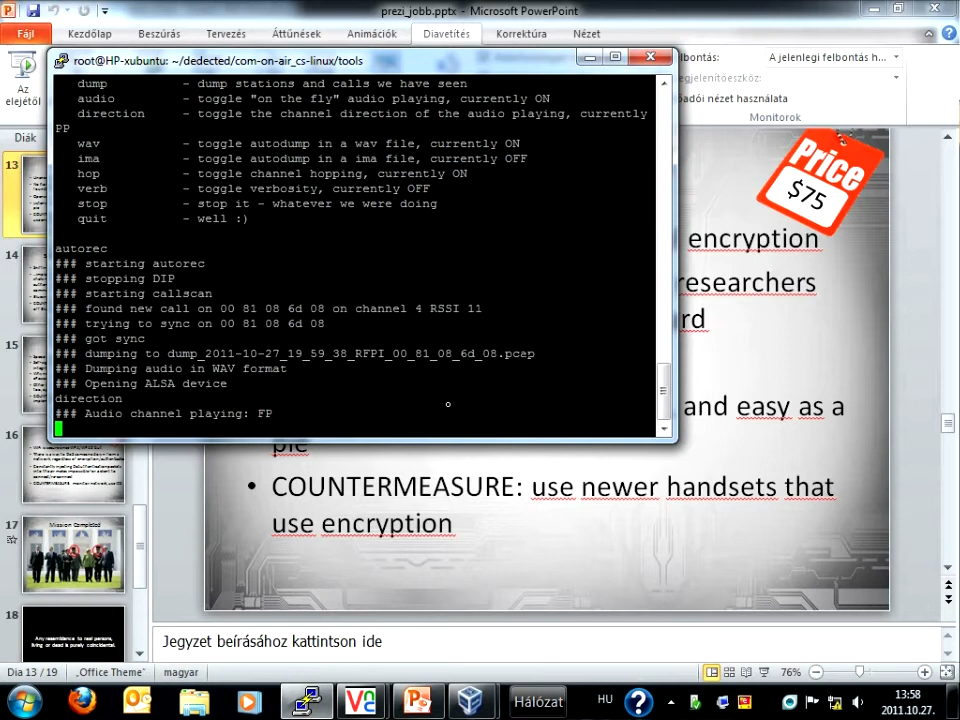 prezi_jobb.pptx - Microsoft PowerPoint
Fájl Kezdőlap Beszúrás Tervezés Áttűnések Animációk Diavetítés Korrektúra Nézet
Az
elejétől
A jelenlegi felbontás h...
Monitorok
root@HP-xubuntu: ~/dedected/com-on-air_cs-linux/tools
dump - dump stations and calls we have seen
audio - toggle "on the fly" audio playing, currently ON
direction - toggle the channel direction of the audio playing, currently
PP
wav - toggle autodump in a wav file, currently ON
ima - toggle autodump in a ima file, currently OFF
hop - toggle channel hopping, currently ON
verb - toggle verbosity, currently OFF
stop - stop it - whatever we were doing
quit - well :)
autorec
### starting autorec
### stopping DIP
### starting callscan
### found new call on 00 81 08 6d 08 on channel 4 RSSI 11
### trying to sync on 00 81 08 6d 08
### got sync
### dumping to dump_2011-10-27_19_59_38_RFPI_00_81_08_6d_08.pcap
### Dumping audio in WAV format
### Opening ALSA device
direction
### Audio channel playing: FP
Diák
13
14
15
16
17
Mission Completed
18
Any resemblance to real persons,
living or dead is purely coincidental.
Price
$75
encryption
researchers
and easy as a
pie
• COUNTERMEASURE: use newer handsets that
use encryption
Jegyzet beírásához kattintson ide
Dia 13 / 19 „Office Theme” magyar 76%
Hálózat HU 13:58
2011.10.27.